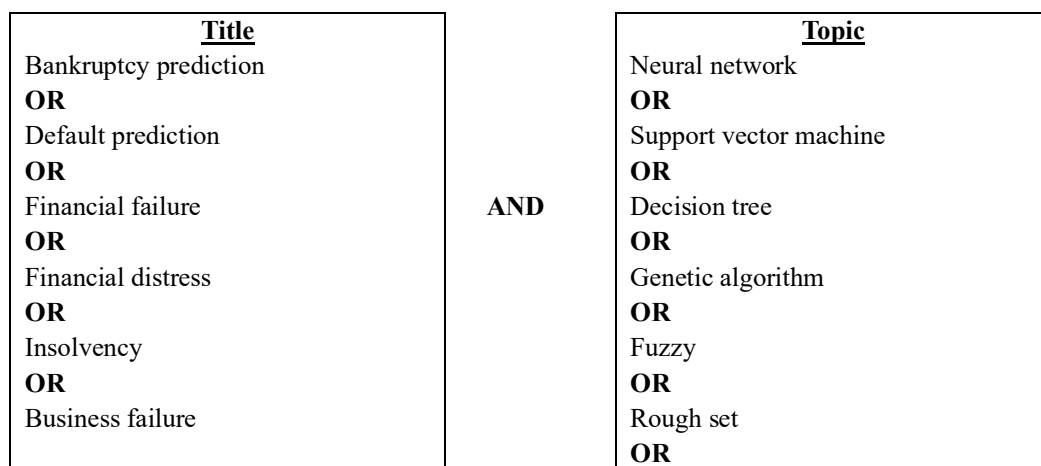 Title
Bankruptcy prediction
OR
Default prediction
OR
Financial failure
OR
Financial distress
OR
Insolvency
OR
Business failure
AND
Topic
Neural network
OR
Support vector machine
OR
Decision tree
OR
Genetic algorithm
OR
Fuzzy
OR
Rough set
OR